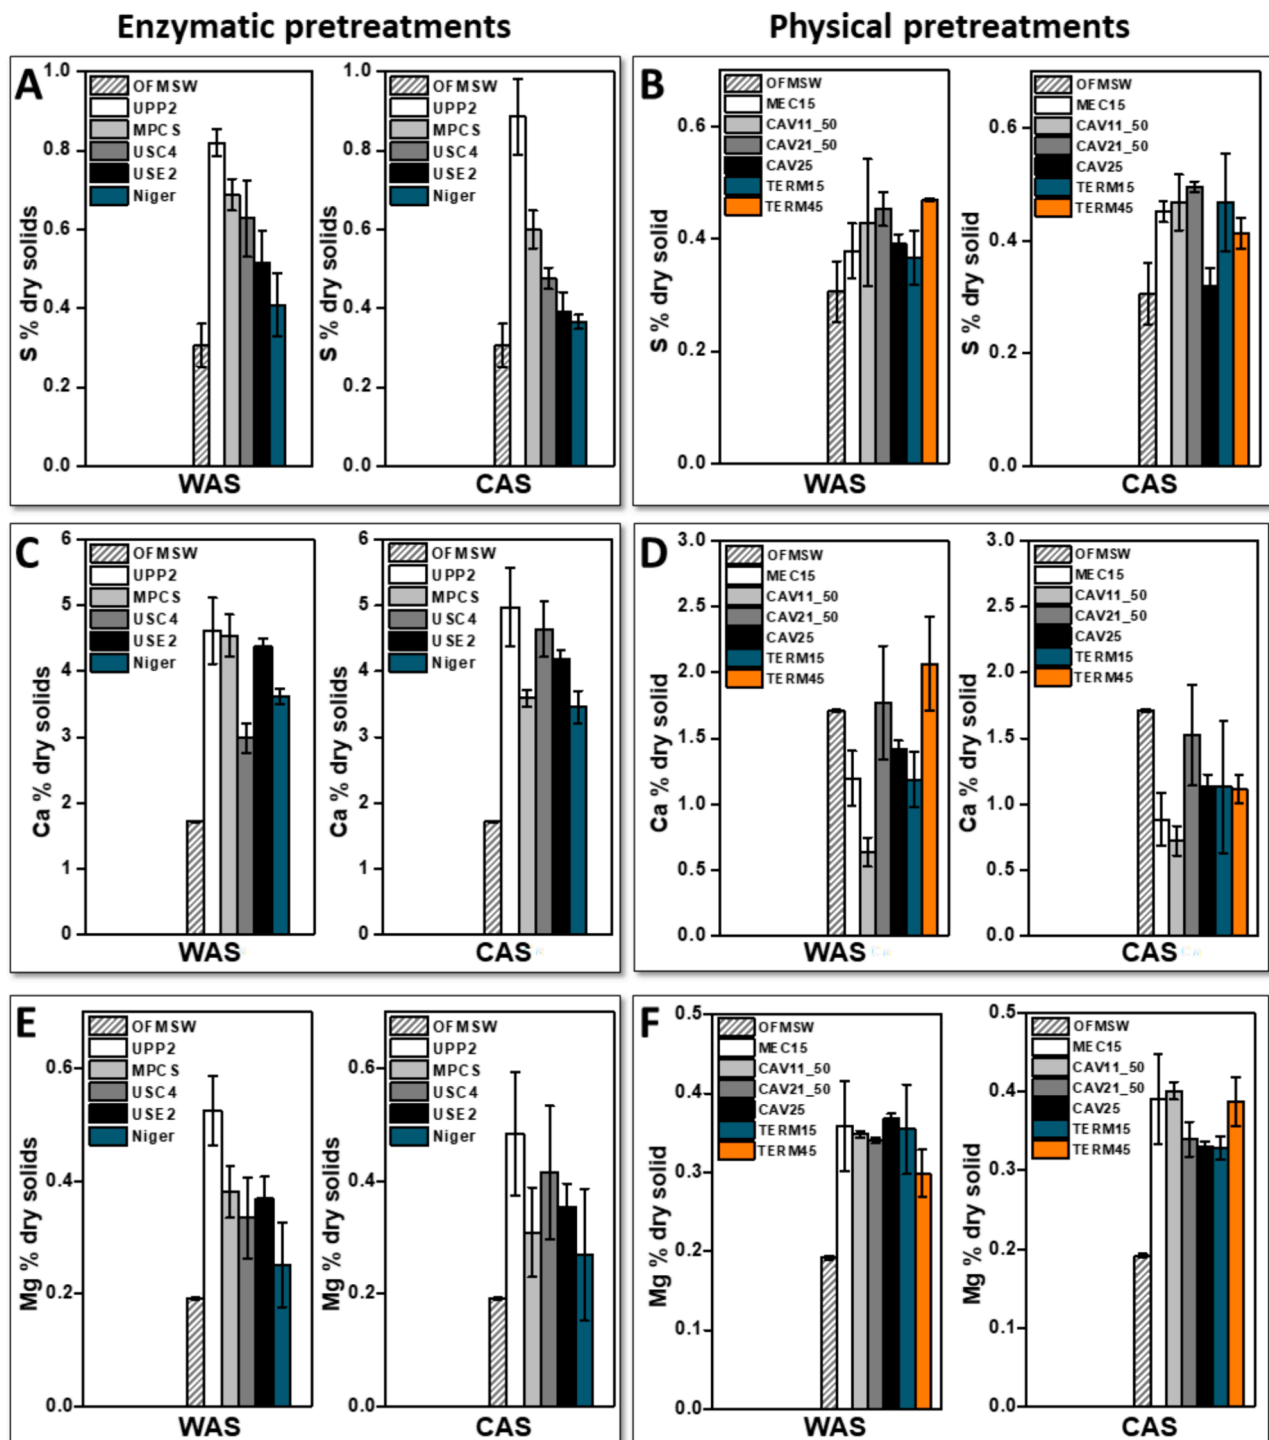 Enzymatic pretreatments
Physical pretreatments
A
S % dry solids
1.0
0.8
0.6
0.4
0.2
0.0
OFMSW
UPP2
MPCS
USC4
USE2
Niger
WAS
S % dry solids
1.0
0.8
0.6
0.4
0.2
0.0
OFMSW
UPP2
MPCS
USC4
USE2
Niger
CAS
B
S % dry solids
0.6
0.4
0.2
0.0
OFMSW
MEC15
CAV11_50
CAV21_50
CAV25
TERM15
TERM45
WAS
S % dry solids
0.6
0.4
0.2
0.0
OFMSW
MEC15
CAV11_50
CAV21_50
CAV25
TERM15
TERM45
CAS
C
Ca % dry solids
6
5
4
3
2
1
0
OFMSW
UPP2
MPCS
USC4
USE2
Niger
WAS
Ca % dry solids
6
5
4
3
2
1
0
OFMSW
UPP2
MPCS
USC4
USE2
Niger
CAS
D
Ca % dry solids
3.0
2.5
2.0
1.5
1.0
0.5
0.0
OFMSW
MEC15
CAV11_50
CAV21_50
CAV25
TERM15
TERM45
WAS
Ca % dry solids
3.0
2.5
2.0
1.5
1.0
0.5
0.0
OFMSW
MEC15
CAV11_50
CAV21_50
CAV25
TERM15
TERM45
CAS
E
Mg % dry solids
0.6
0.4
0.2
0.0
OFMSW
UPP2
MPCS
USC4
USE2
Niger
WAS
Mg % dry solids
0.6
0.4
0.2
0.0
OFMSW
UPP2
MPCS
USC4
USE2
Niger
CAS
F
Mg % dry solid
0.5
0.4
0.3
0.2
0.1
0.0
OFMSW
MEC15
CAV11_50
CAV21_50
CAV25
TERM15
TERM45
WAS
Mg % dry solid
0.5
0.4
0.3
0.2
0.1
0.0
OFMSW
MEC15
CAV11_50
CAV21_50
CAV25
TERM15
TERM45
CAS